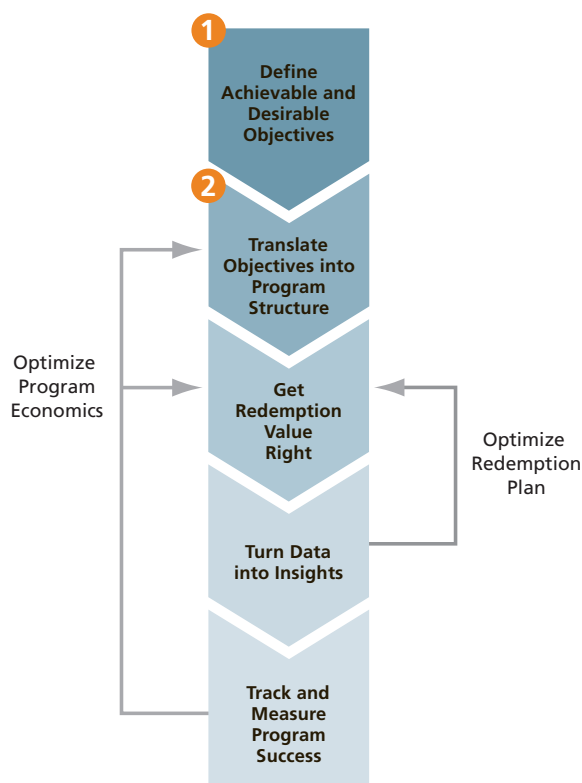 1
Define
Achievable and
Desirable
Objectives
2
Translate
Objectives into
Program
Structure
Optimize
Program
Economics
Get
Redemption
Value
Right
Optimize
Redemption
Plan
Turn Data
into Insights
Track and
Measure
Program
Success